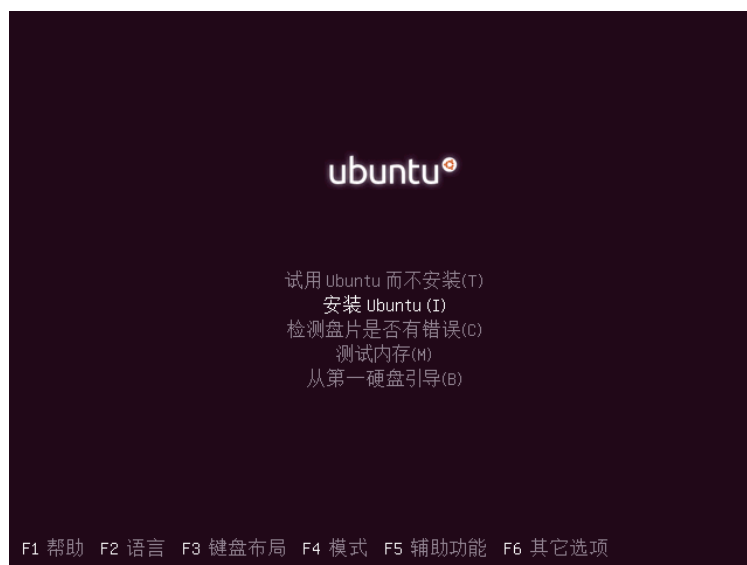 ubuntu
试用 Ubuntu 而不安装(T)
安装 Ubuntu (I)
检测盘片是否有错误(C)
测试内存(M)
从第一硬盘引导(B)
F1 帮助 F2 语言 F3 键盘布局 F4 模式 F5 辅助功能 F6 其它选项